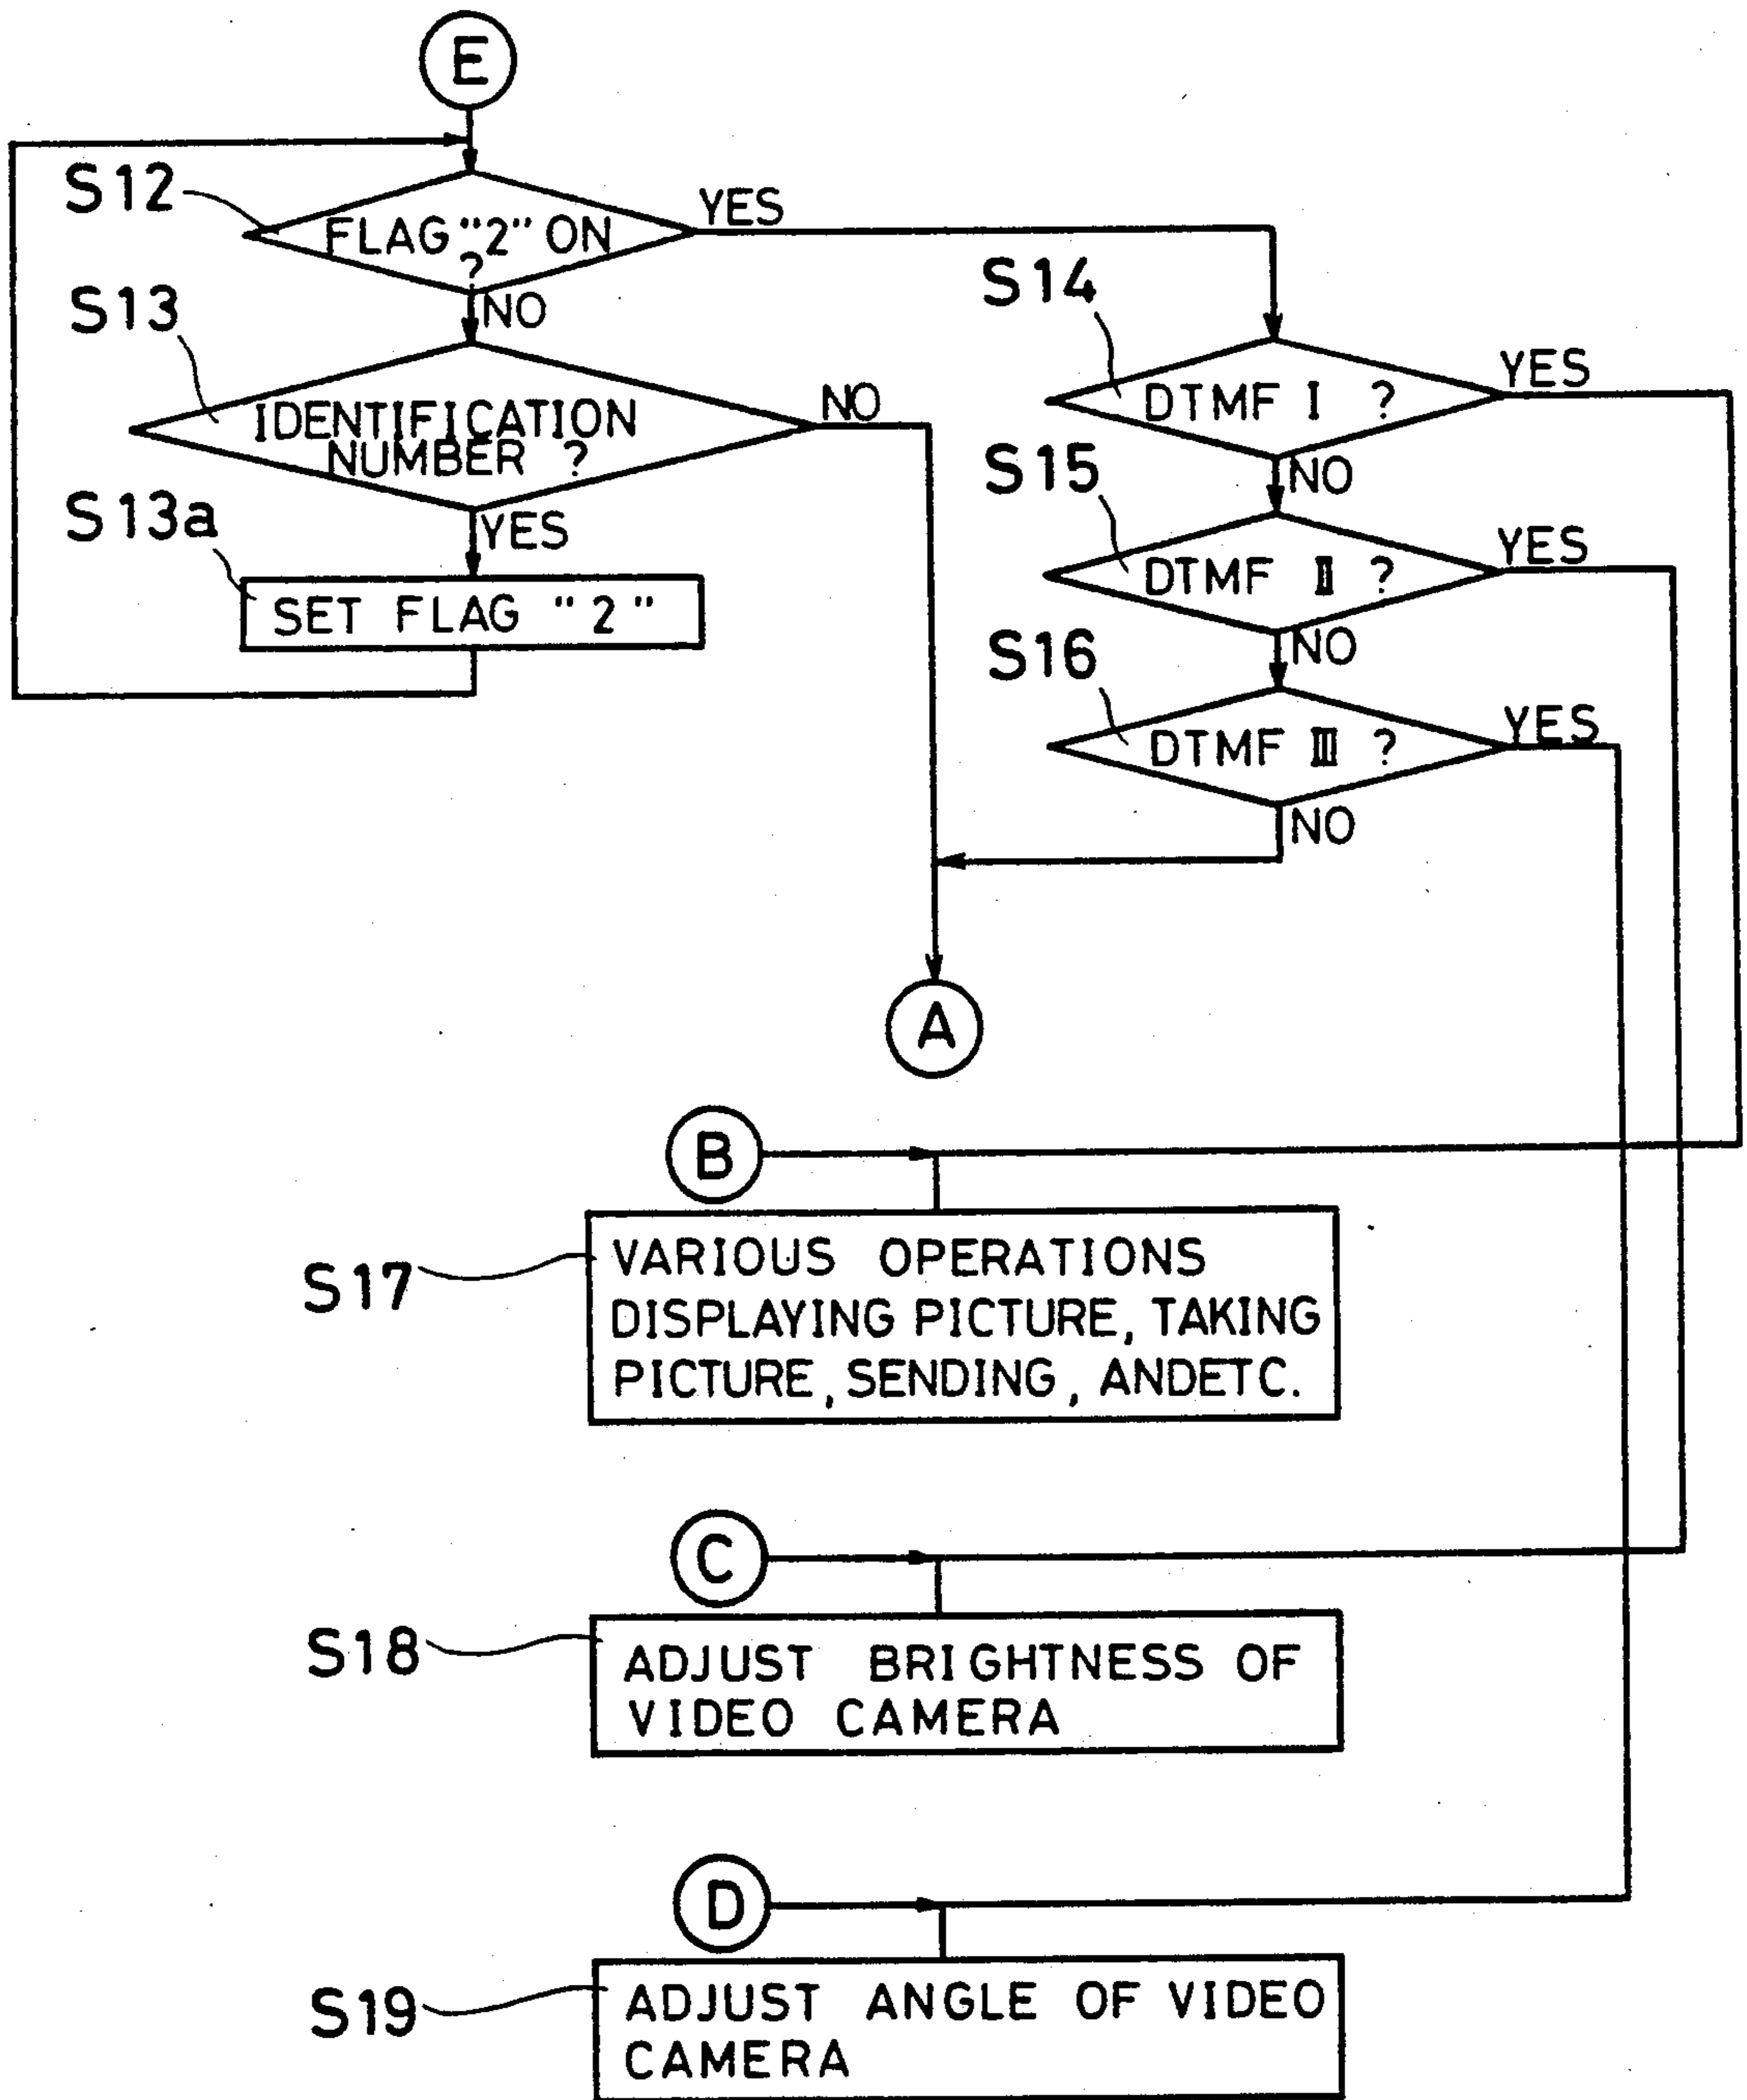 E
S12
FLAG "2" ON
?
YES
NO
S13
IDENTIFICATION
NUMBER ?
NO
YES
S13a
SET FLAG "2"
S14
DTMF I ?
YES
NO
S15
DTMF II ?
YES
NO
S16
DTMF III ?
YES
NO
A
B
S17
VARIOUS OPERATIONS
DISPLAYING PICTURE, TAKING
PICTURE, SENDING, ANDETC.
C
S18
ADJUST BRIGHTNESS OF
VIDEO CAMERA
D
S19
ADJUST ANGLE OF VIDEO
CAMERA